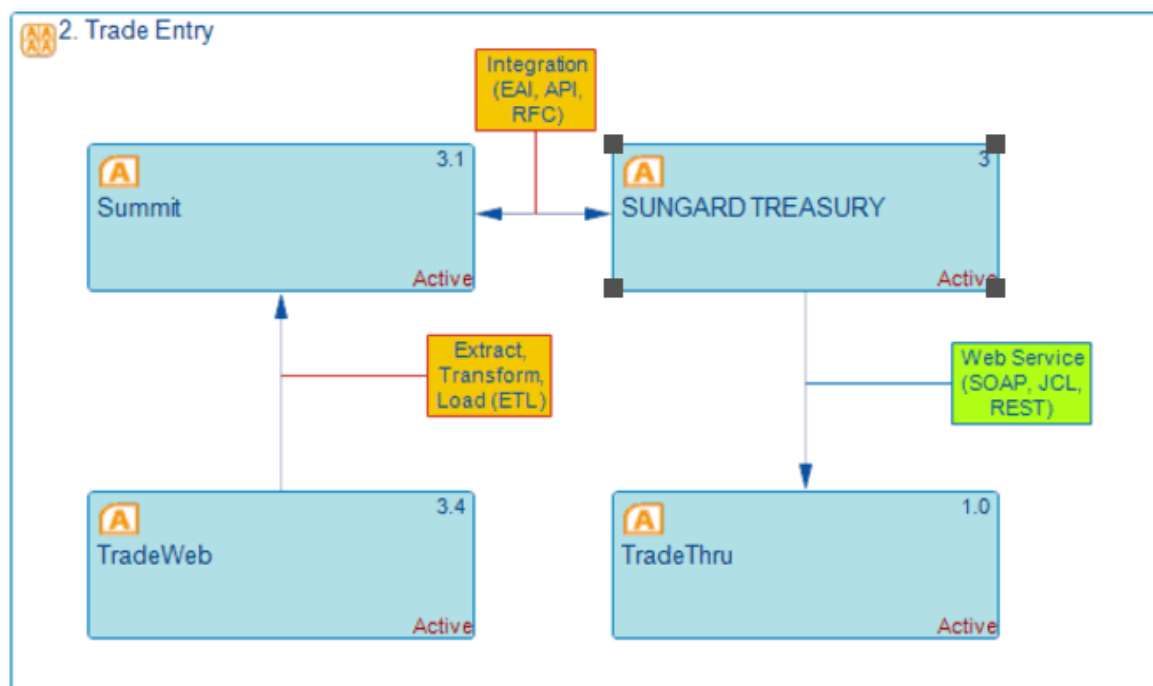 2. Trade Entry
Integration
(EAI, API,
RFC)
3.1
Summit
Active
3
SUNGARD TREASURY
Active
Extract,
Transform,
Load (ETL)
Web Service
(SOAP, JCL,
REST)
3.4
TradeWeb
Active
1.0
TradeThru
Active